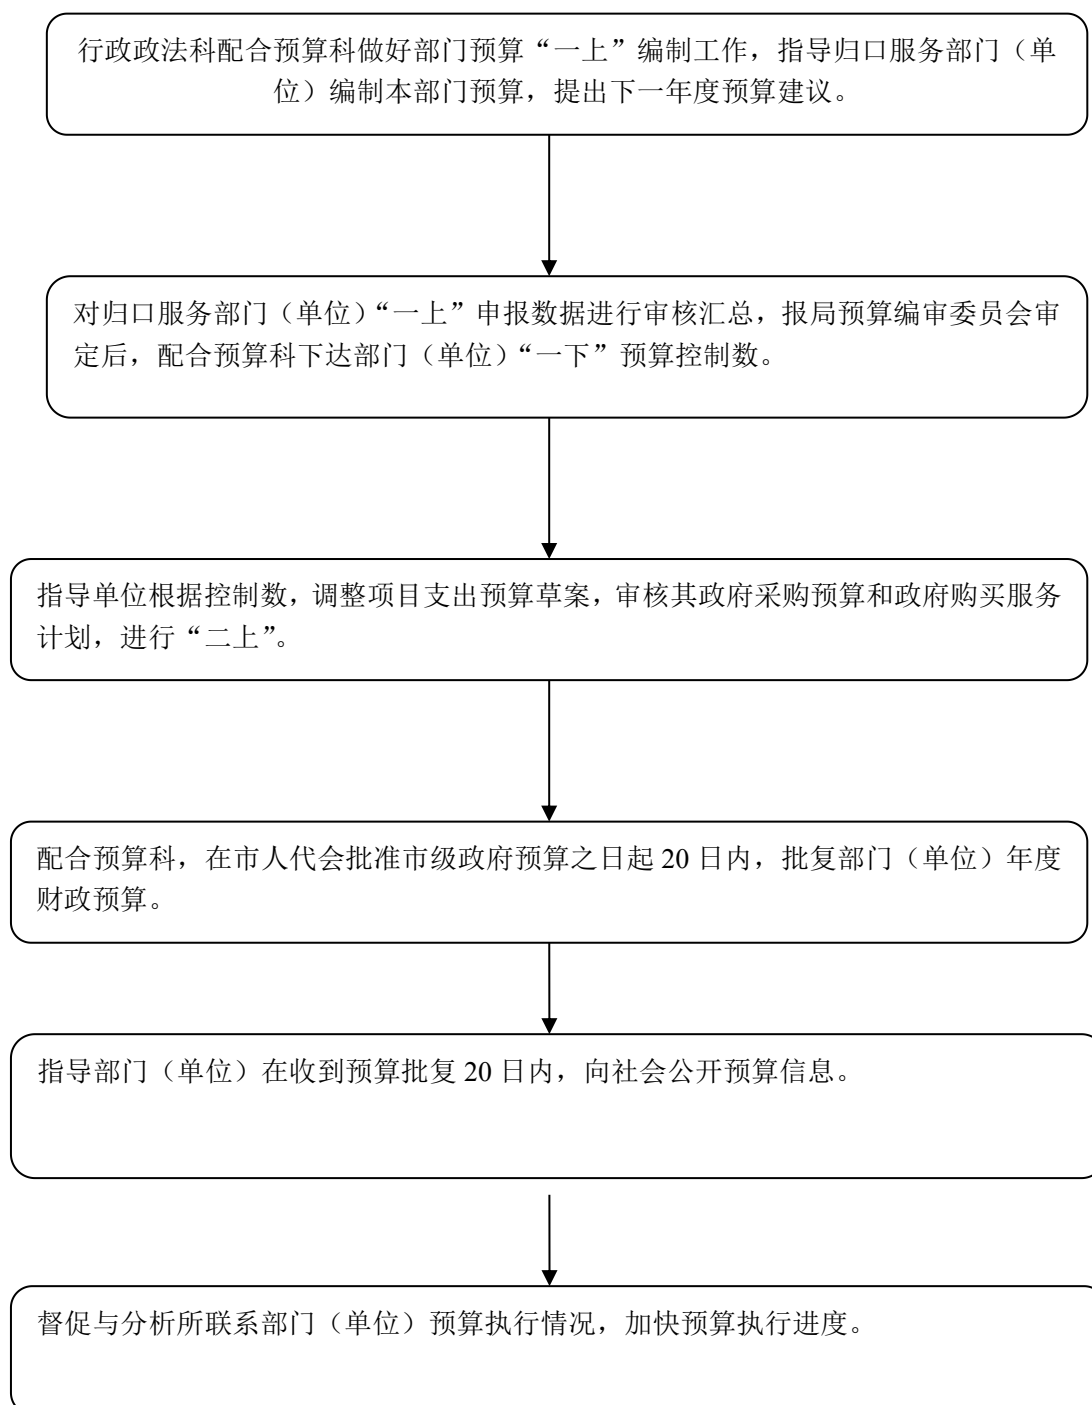 行政政法科配合预算科做好部门预算“一上”编制工作，指导归口服务部门（单
位）编制本部门预算，提出下一年度预算建议。
对归口服务部门（单位）“一上”申报数据进行审核汇总，报局预算编审委员会审
定后，配合预算科下达部门（单位）“一下”预算控制数。
指导单位根据控制数，调整项目支出预算草案，审核其政府采购预算和政府购买服务
计划，进行“二上”。
配合预算科，在市人代会批准市级政府预算之日起 20 日内，批复部门（单位）年度
财政预算。
指导部门（单位）在收到预算批复 20 日内，向社会公开预算信息。
督促与分析所联系部门（单位）预算执行情况，加快预算执行进度。